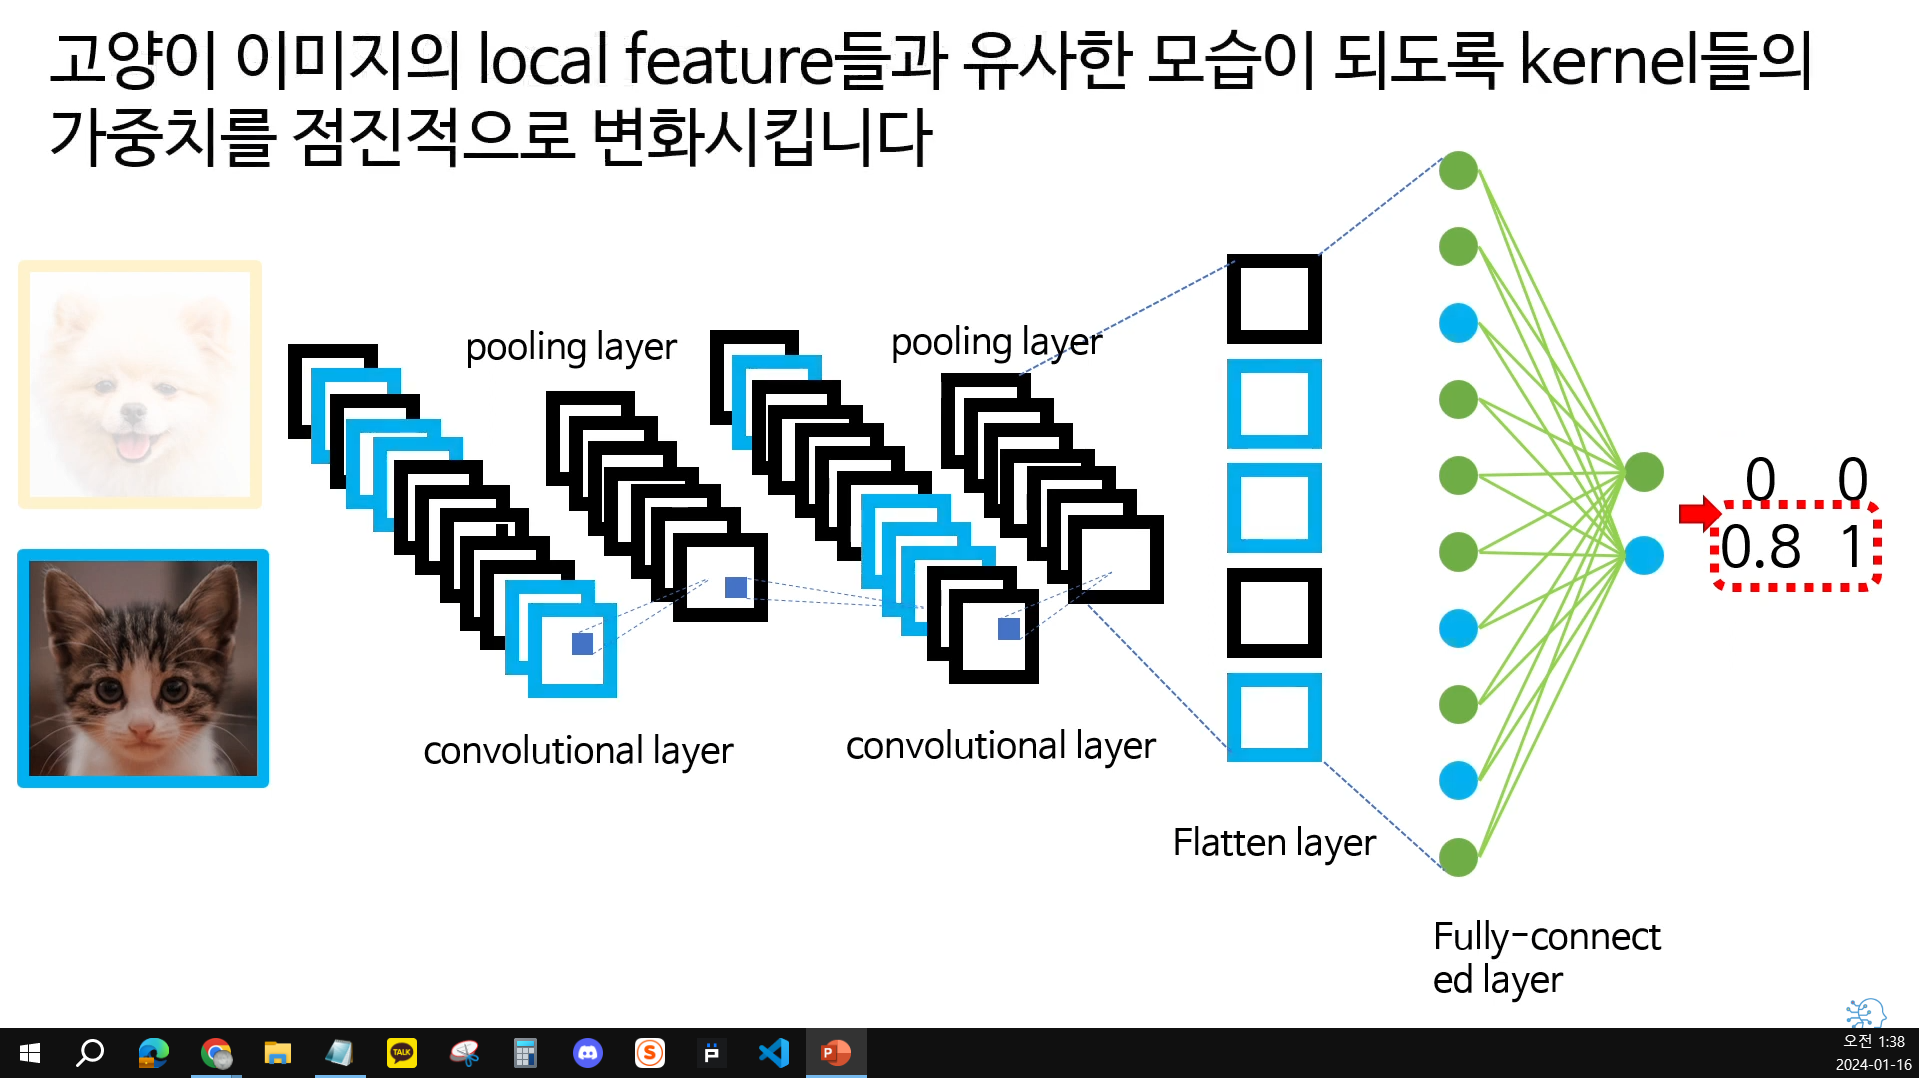 고양이 이미지의 local feature들과 유사한 모습이 되도록 kernel들의
가중치를 점진적으로 변화시킵니다
pooling layer
pooling layer
convolutional layer
convolutional layer
Flatten layer
Fully-connect
ed layer
0 0
0.8 1
TALK
S
P
P
오전 1:38
2024-01-16